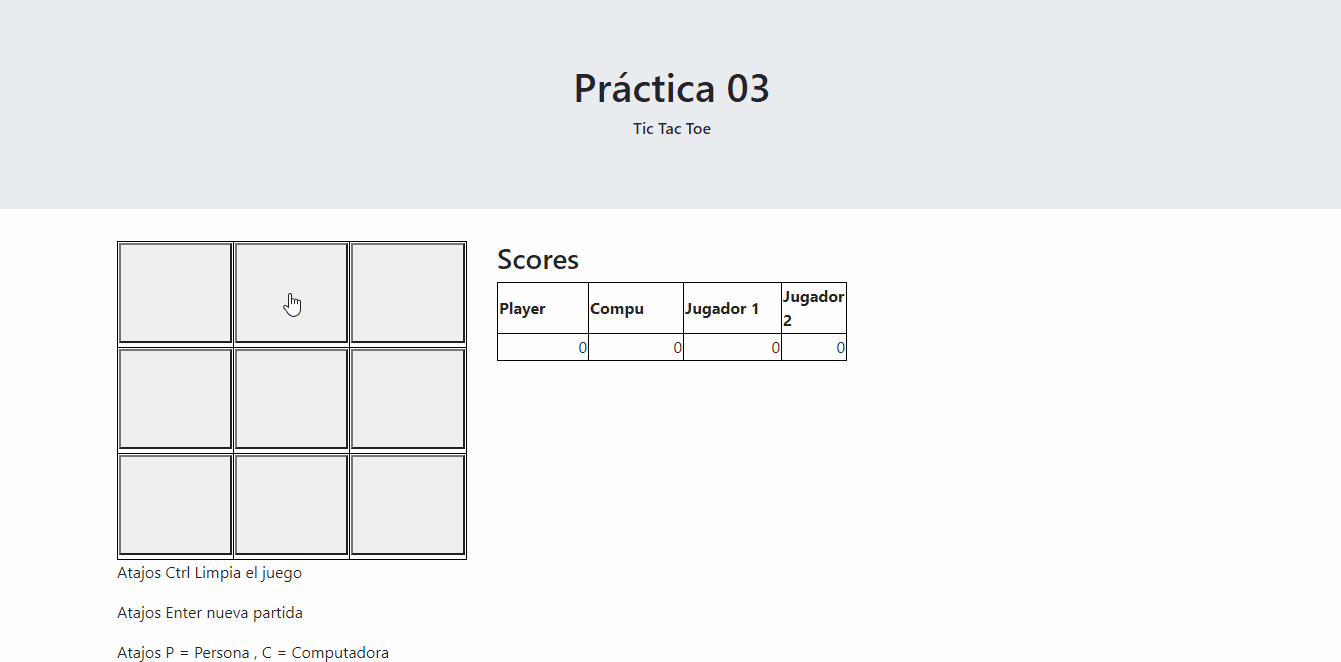 Práctica 03
Tic Tac Toe
Scores
Player Compu Jugador 1 Jugador 2
0 0 0 0
Atajos Ctrl Limpia el juego
Atajos Enter nueva partida
Atajos P = Persona , C = Computadora